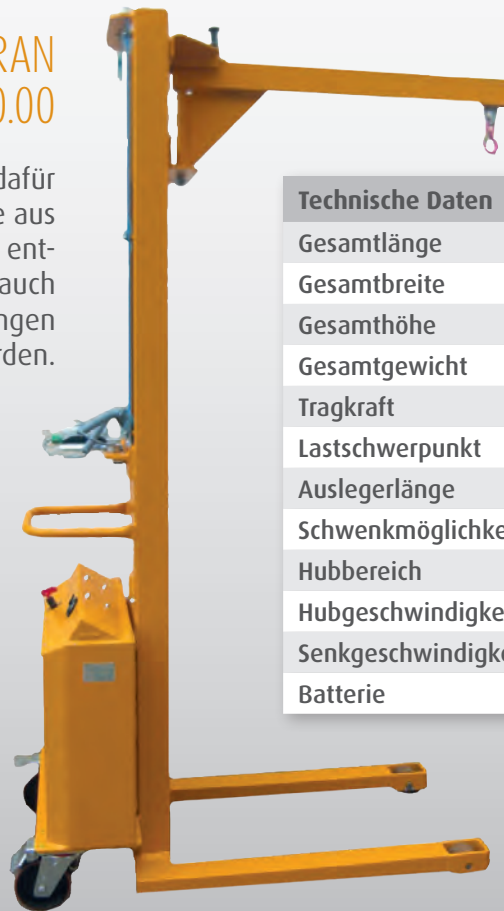 RAN
0.00
dafür
e aus
ent-
auch
ngen
rden.
Technische Daten
Gesamtlänge
Gesamtbreite
Gesamthöhe
Gesamtgewicht
Tragkraft
Lastschwerpunkt
Auslegerlänge
Schwenkmöglichke
Hubbereich
Hubgeschwindigke
Senkgeschwindigke
Batterie